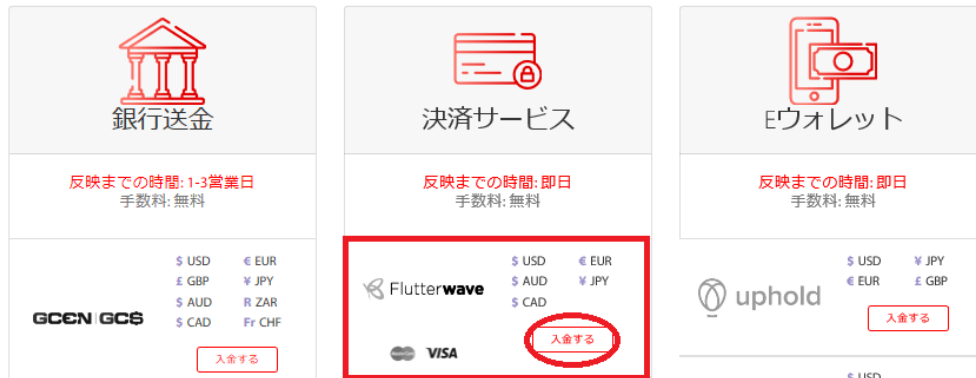 銀行送金
反映までの時間: 1-3営業日
手数料: 無料
GCEN GC$
$ USD € EUR
£ GBP ¥ JPY
$ AUD R ZAR
$ CAD Fr CHF
入金する
決済サービス
反映までの時間: 即日
手数料: 無料
Flutterwave
$ USD € EUR
$ AUD ¥ JPY
$ CAD
入金する
VISA
Eウォレット
反映までの時間: 即日
手数料: 無料
uphold
$ USD ¥ JPY
€ EUR £ GBP
入金する
$ USD